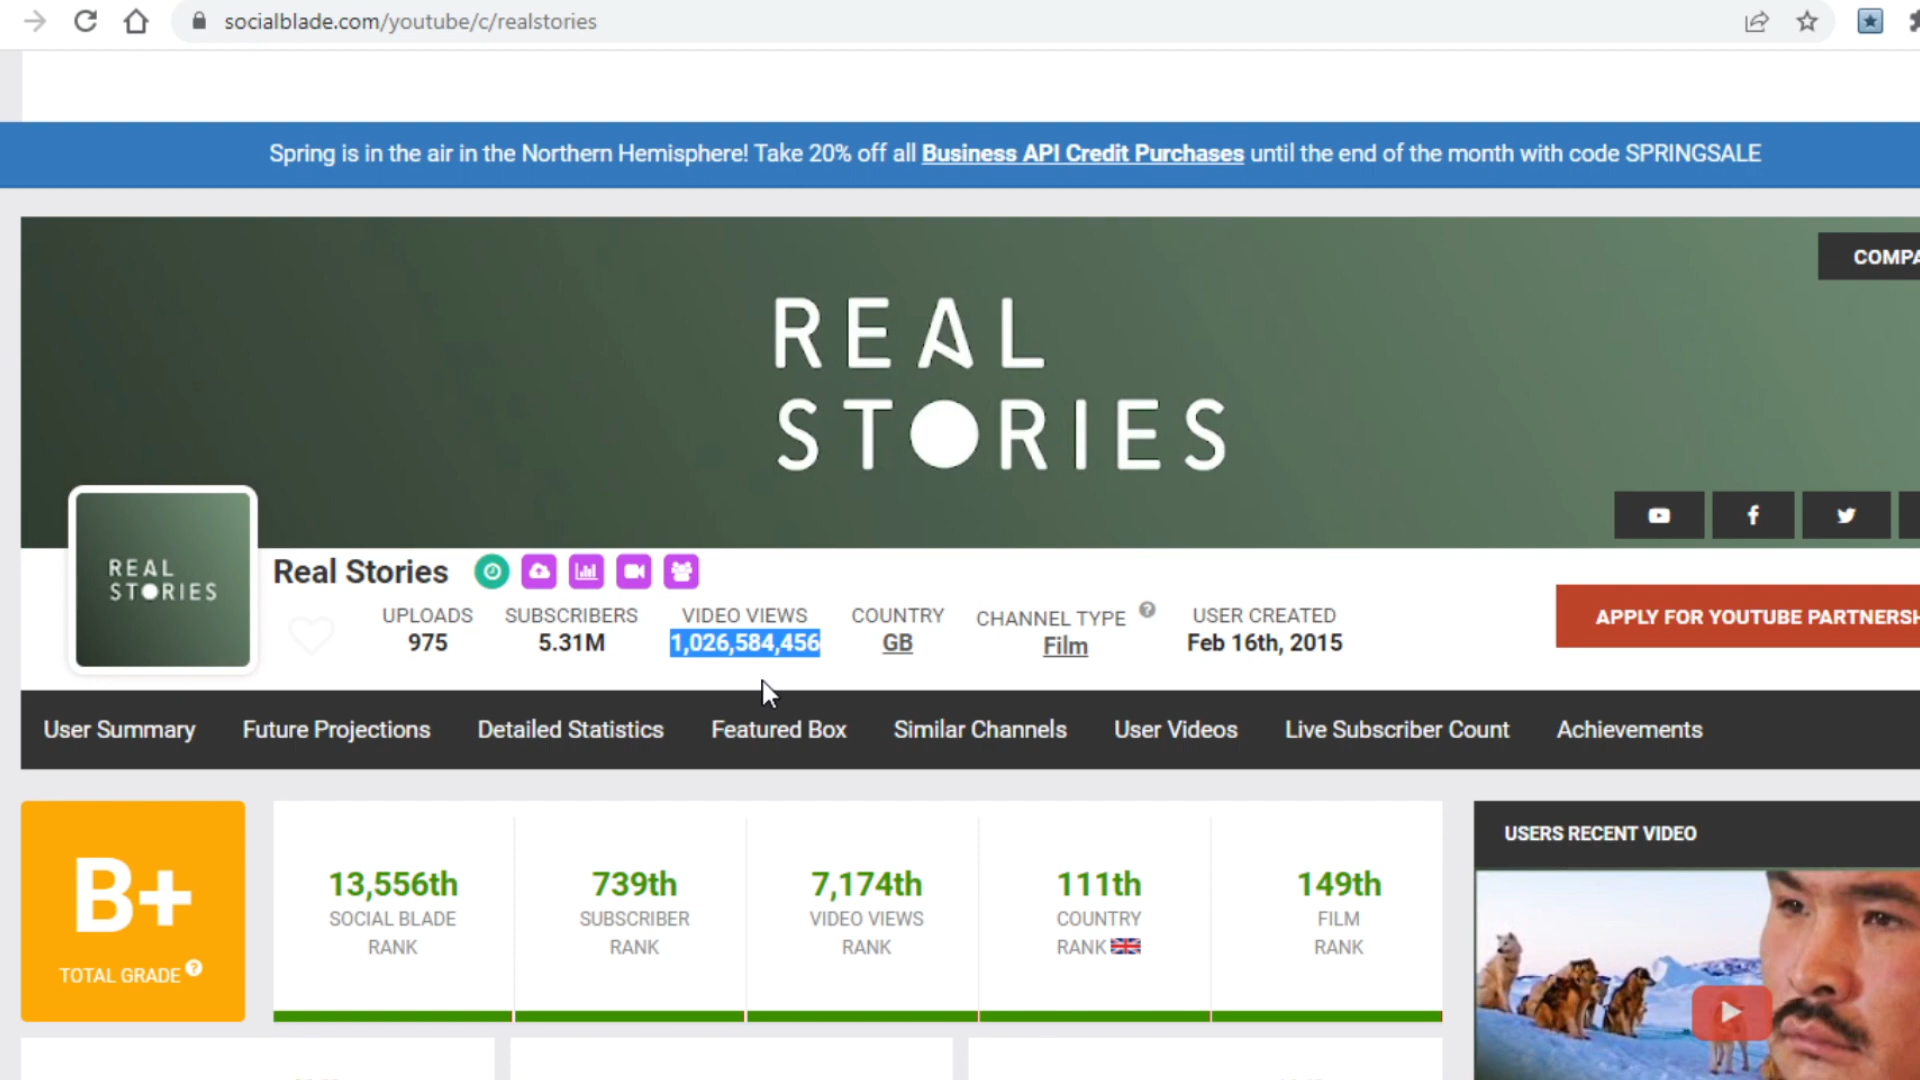 socialblade.com/youtube/c/realstories
Spring is in the air in the Northern Hemisphere! Take 20% off all Business API Credit Purchases until the end of the month with code SPRINGSALE
REAL
STORIES
REAL
STORIES
Real Stories
UPLOADS
975
SUBSCRIBERS
5.31M
VIDEO VIEWS
1,026,584,456
COUNTRY
GB
CHANNEL TYPE
Film
USER CREATED
Feb 16th, 2015
User Summary
Future Projections
Detailed Statistics
Featured Box
Similar Channels
User Videos
Live Subscriber Count
Achievements
B+
TOTAL GRADE
13,556th
SOCIAL BLADE
RANK
739th
SUBSCRIBER
RANK
7,174th
VIDEO VIEWS
RANK
111th
COUNTRY
RANK
149th
FILM
RANK
USERS RECENT VIDEO
APPLY FOR YOUTUBE